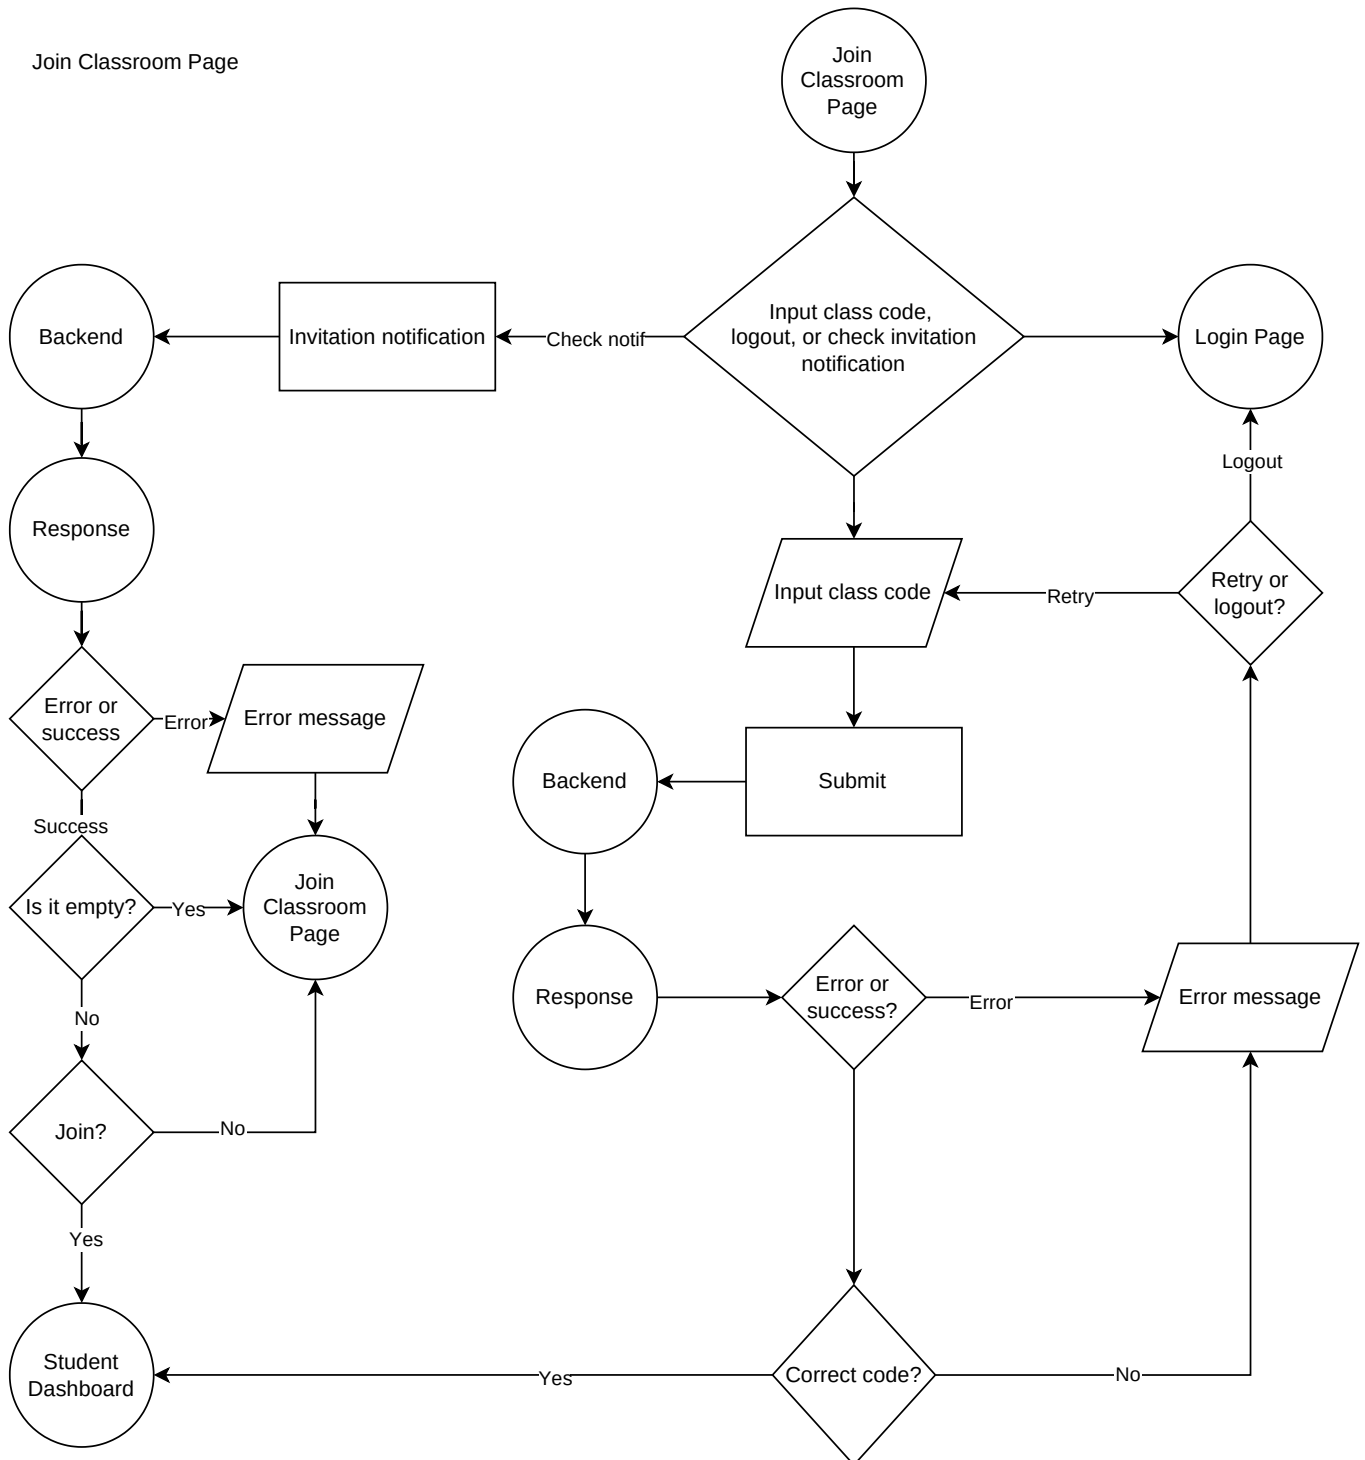 Join Classroom Page
Join
Classroom
Page
Input class code,
logout, or check invitation
notification
Check notif
Invitation notification
Backend
Login Page
Logout
Response
Retry or
logout?
Retry
Input class code
Error or
success
Error
Error message
Submit
Backend
Success
Is it empty?
Yes
Join
Classroom
Page
Response
Error or
success?
Error
Error message
No
Join?
No
Yes
Student
Dashboard
Yes
Correct code?
No